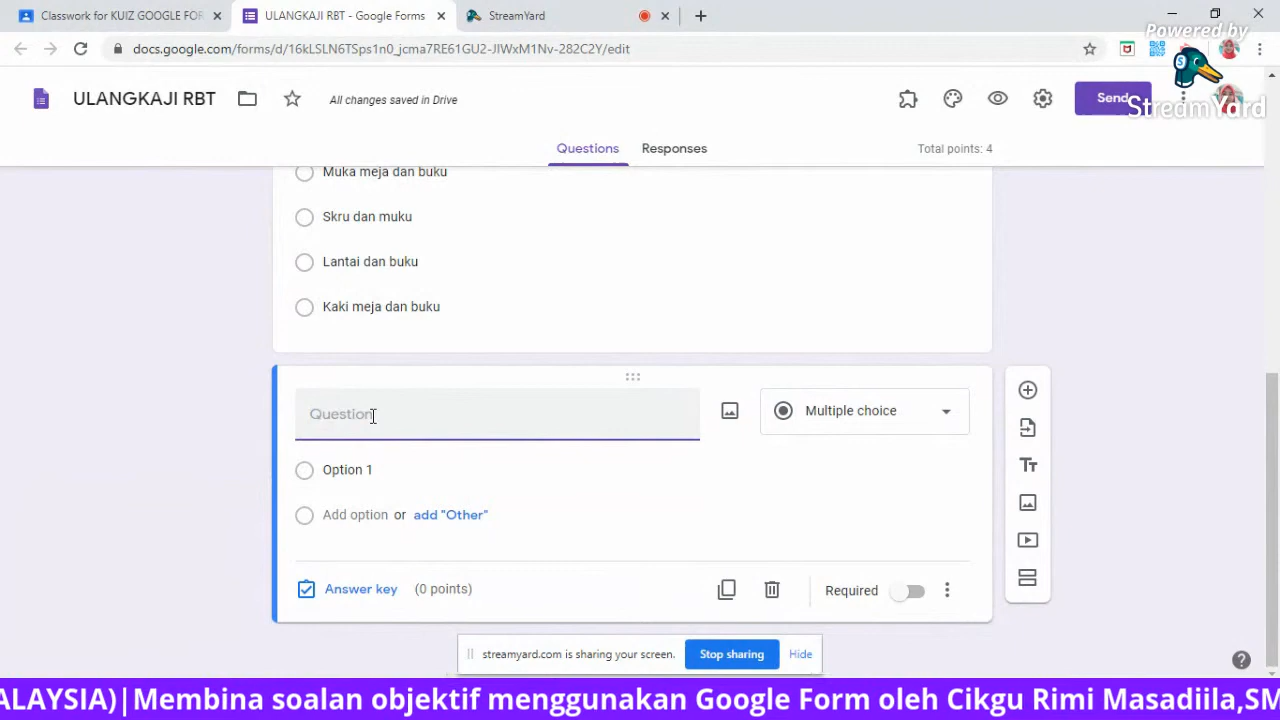 Classwork for KUIZ GOOGLE FOR
ULANGKAJI RBT - Google Forms
StreamYard
docs.google.com/forms/d/16kLSLN6TSps1n0_jcma7RE61GU2-JIWxM1Nv-282C2Y/edit
Powered by
StreamYard
ULANGKAJI RBT
All changes saved in Drive
Send
Questions
Responses
Total points: 4
Muka meja dan buku
Skru dan muku
Lantai dan buku
Kaki meja dan buku
Question
Multiple choice
Option 1
Add option or add "Other"
Answer key (0 points)
Required
streamyard.com is sharing your screen.
Stop sharing
Hide
ALAYSIA)|Membina soalan objektif menggunakan Google Form oleh Cikgu Rimi Masadiila,SM